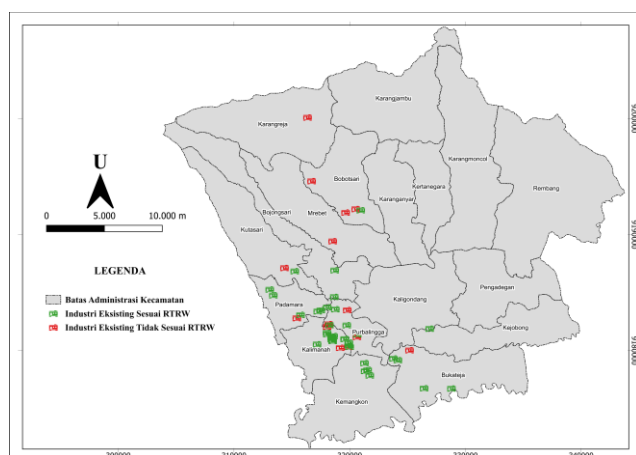 Karangjambu
Karangreja
Karangmoncol
Bobotsari
Kertanegara
Rembang
Karanganyar
Mrebet
Bojongsari
Kutasari
Pengadegan
Kaligondang
Padamara
Kejobong
Purbalingga
Kalimanah
Bukateja
Kemangkon
U
0 5.000 10.000 m
LEGENDA
Batas Administrasi Kecamatan
Industri Eksisting Sesuai RTRW
Industri Eksisting Tidak Sesuai RTRW